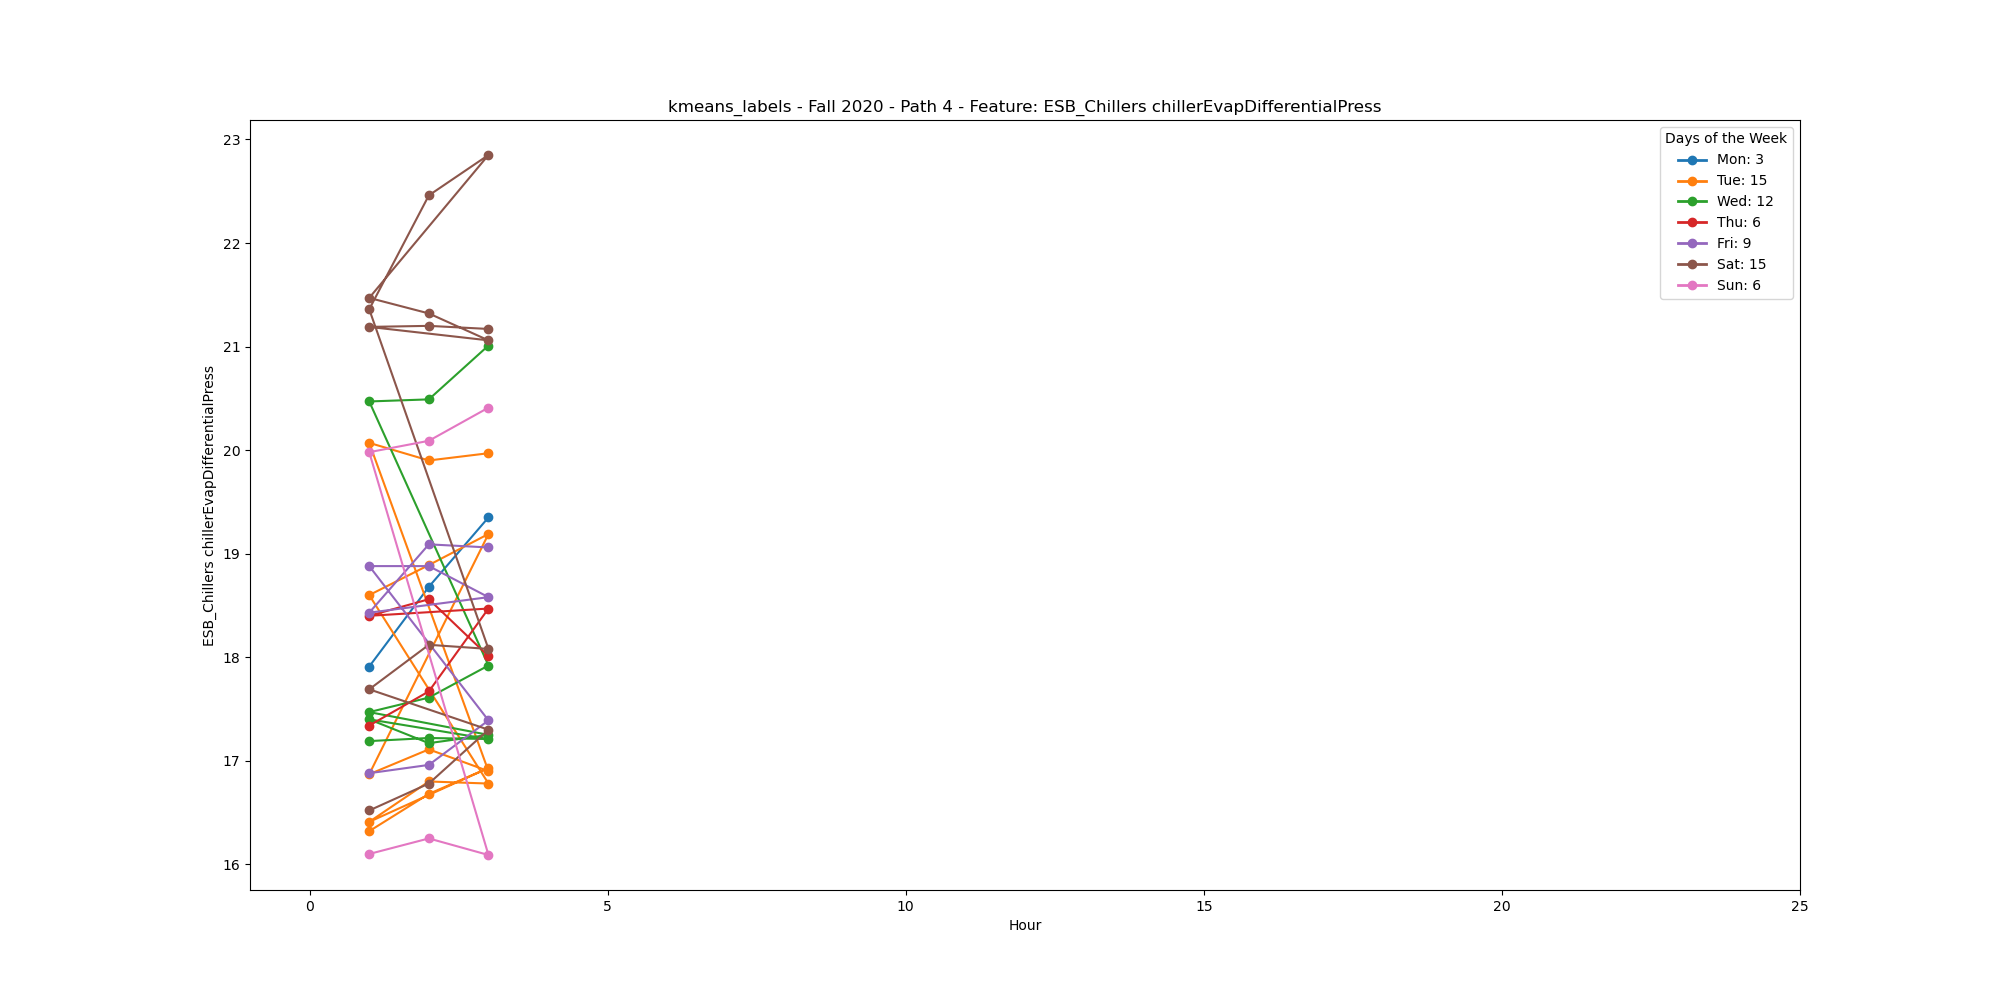 kmeans_labels - Fall 2020 - Path 4 - Feature: ESB_Chillers chillerEvapDifferentialPress
ESB_Chillers chillerEvapDifferentialPress
23
22
21
20
19
18
17
16
Days of the Week
Mon: 3
Tue: 15
Wed: 12
Thu: 6
Fri: 9
Sat: 15
Sun: 6
0 5 10 15 20 25
Hour